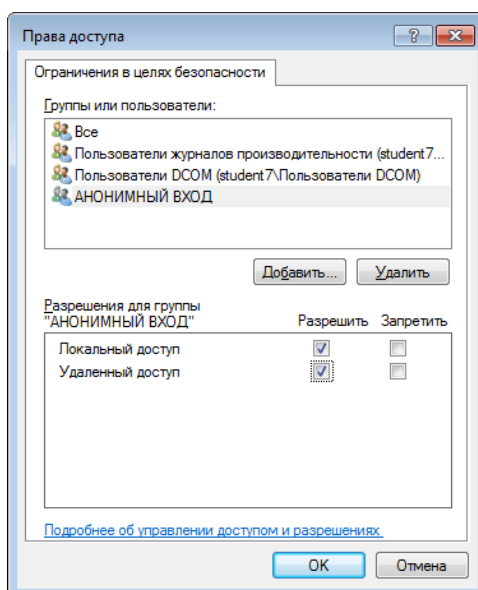 Права доступа
Ограничения в целях безопасности
Группы или пользователи:
Все
Пользователи журналов производительности (student7...
Пользователи DCOM (student7\Пользователи DCOM)
АНОНИМНЫЙ ВХОД
Добавить... Удалить
Разрешения для группы
"АНОНИМНЫЙ ВХОД" Разрешить Запретить
Локальный доступ
Удаленный доступ
Подробнее об управлении доступом и разрешениях
OK Отмена